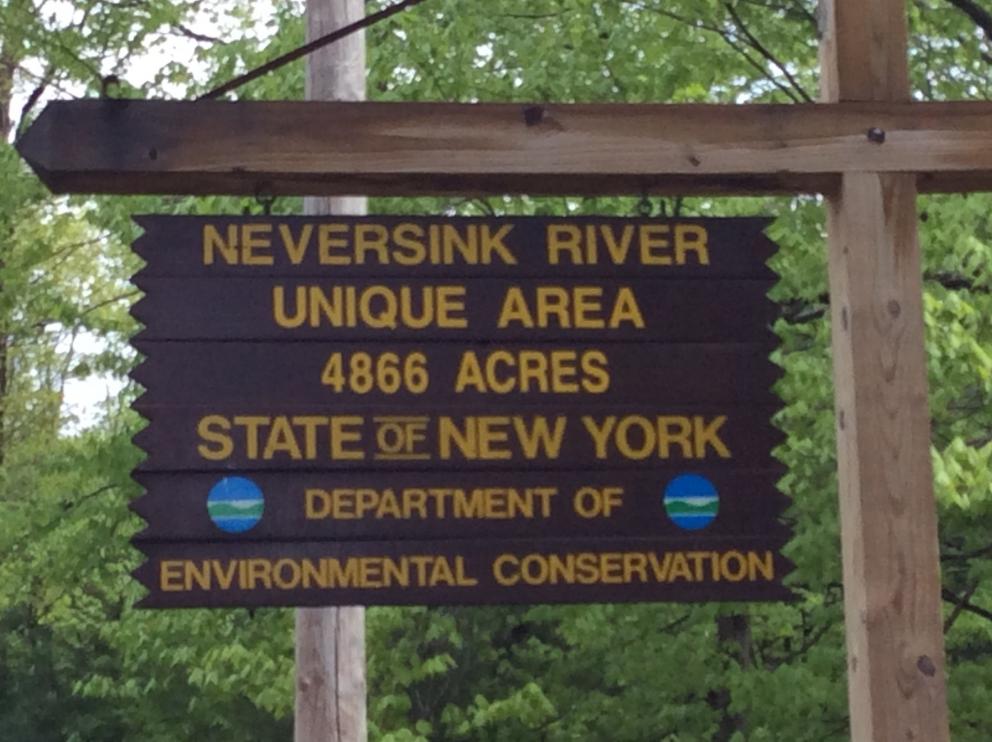 NEVERSINK RIVER
UNIQUE AREA
4866 ACRES
STATE OF NEW YORK
DEPARTMENT OF
ENVIRONMENTAL CONSERVATION